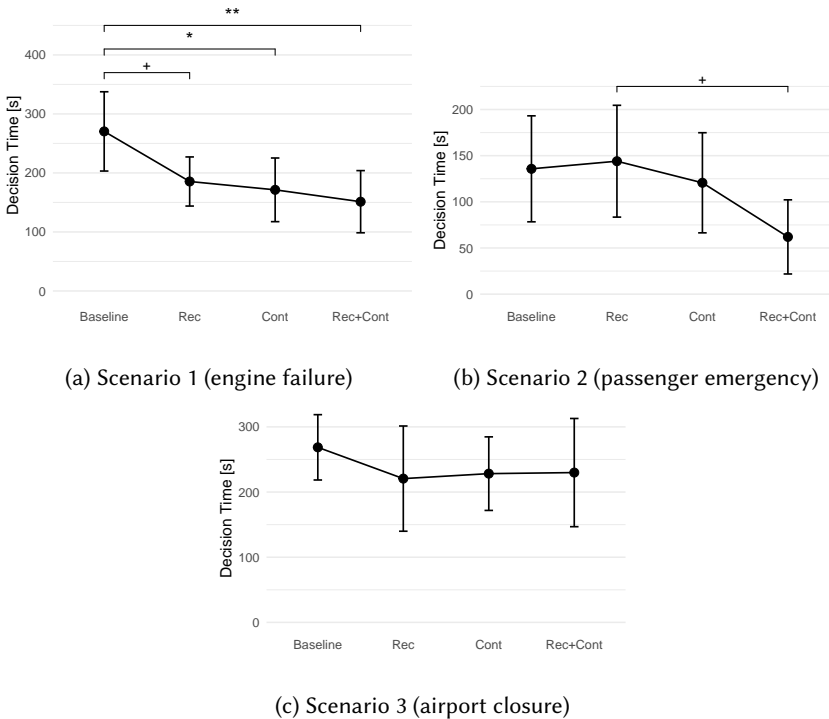 **
*
+
Decision Time [s]
400
300
200
100
0
Baseline Rec Cont Rec+Cont
(a) Scenario 1 (engine failure)
+
Decision Time [s]
200
150
100
50
0
Baseline Rec Cont Rec+Cont
(b) Scenario 2 (passenger emergency)
Decision Time [s]
300
200
100
0
Baseline Rec Cont Rec+Cont
(c) Scenario 3 (airport closure)